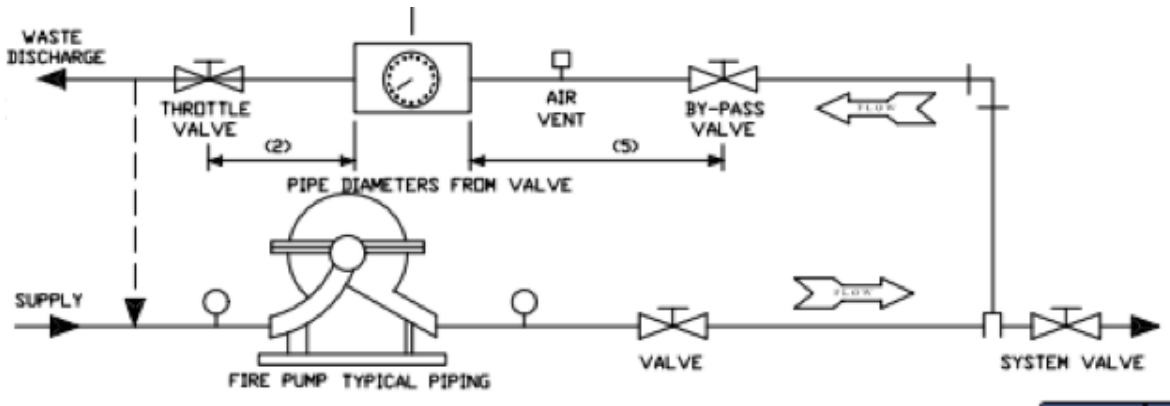 WASTE
DISCHARGE
THROTTLE
VALVE
AIR
VENT
BY-PASS
VALVE
FLOW
(2)
(5)
PIPE DIAMETERS FROM VALVE
SUPPLY
FLOW
FIRE PUMP TYPICAL PIPING
VALVE
SYSTEM VALVE